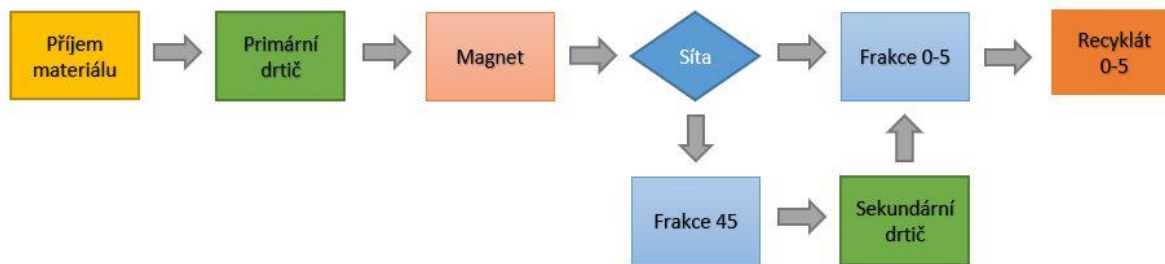 Příjem
materiálu
Primární
drtič
Magnet
Síta
Frakce 0-5
Recyklát
0-5
Frakce 45
Sekundární
drtič